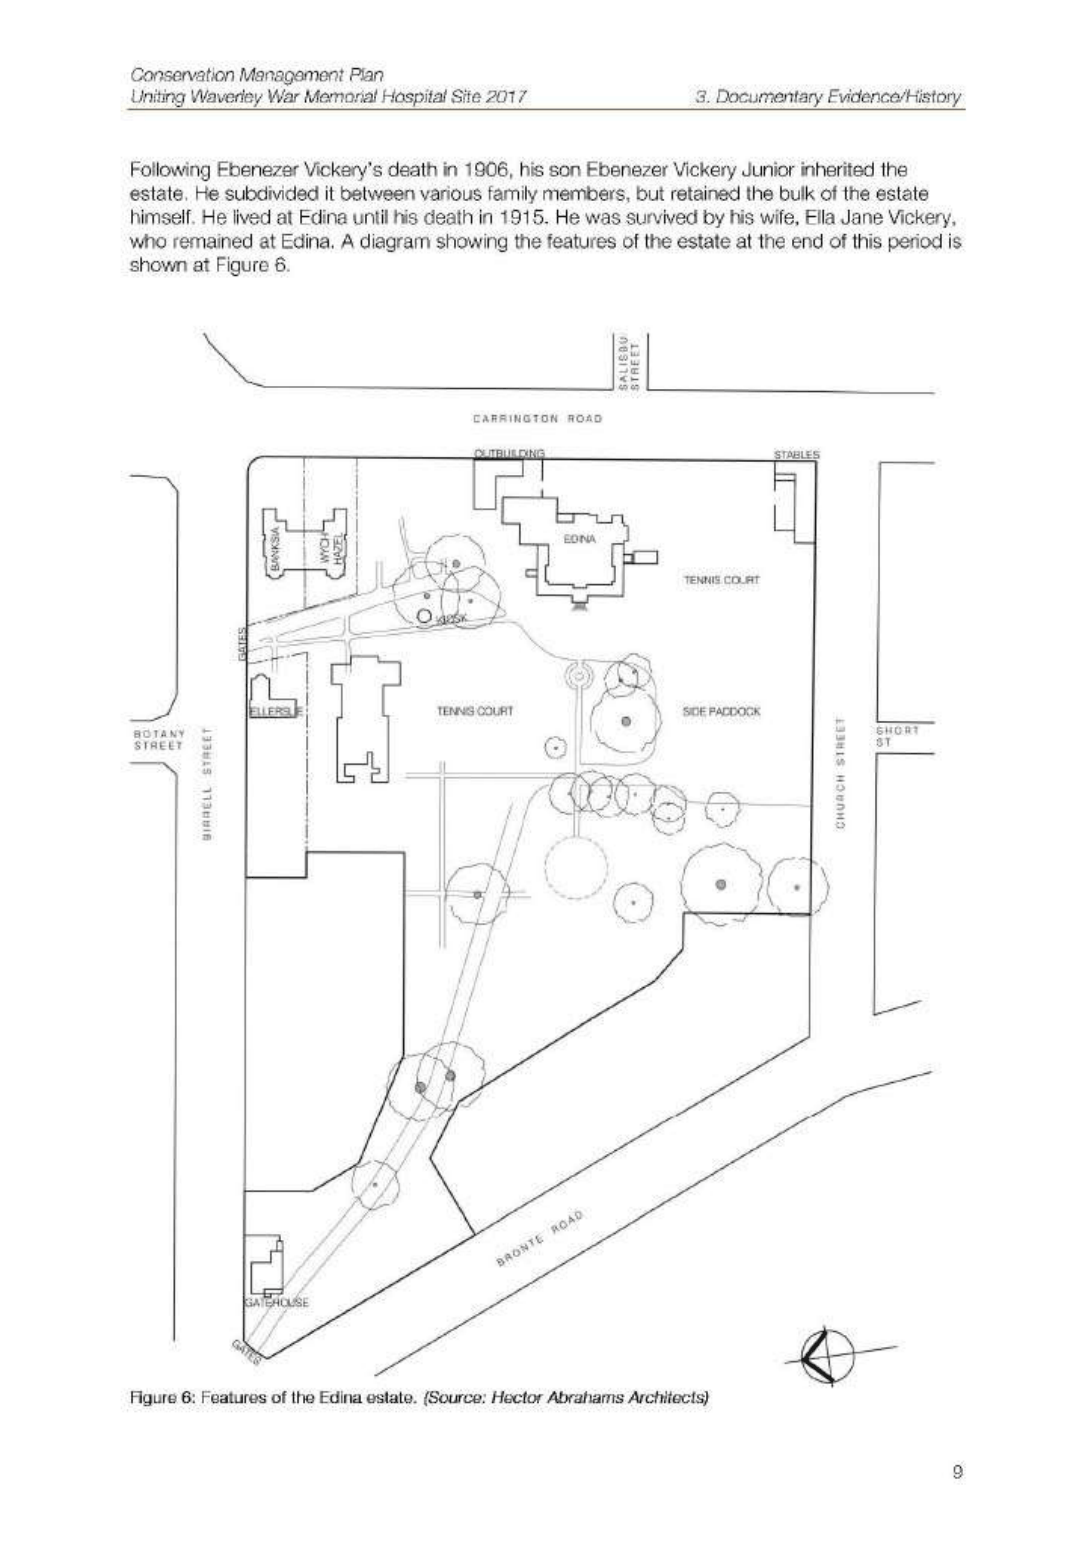 Conservation Management Plan
Uniting Waverley War Memorial Hospital Site 2017
3. Documentary Evidence/History
Following Ebenezer Vickery's death in 1906, his son Ebenezer Vickery Junior inherited the
estate. He subdivided it between various family members, but retained the bulk of the estate
himself. He lived at Edina until his death in 1915. He was survived by his wife, Ella Jane Vickery,
who remained at Edina. A diagram showing the features of the estate at the end of this period is
shown at Figure 6.
SALISBU
STREET
CARRINGTON ROAD
OUTBUILDING
STABLES
BANKSIA
WYCH
HAZEL
EDINA
TENNIS COURT
KIOSK
GATES
ELLERSLIE
TENNIS COURT
SIDE PADDOCK
BOTANY
STREET
BIRRELL STREET
CHURCH STREET
SHORT
ST
BRONTE ROAD
GATEHOUSE
GATES
Figure 6: Features of the Edina estate. (Source: Hector Abrahams Architects)
9